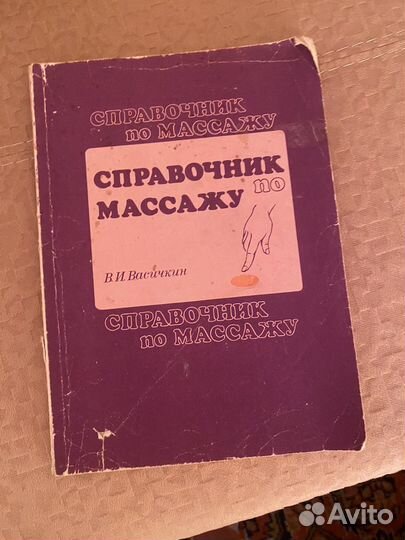 СПРАВОЧНИК
по МАССАЖУ
СПРАВОЧНИК
по
МАССАЖУ
В.И.Васичкин
СПРАВОЧНИК
по МАССАЖУ
Avito